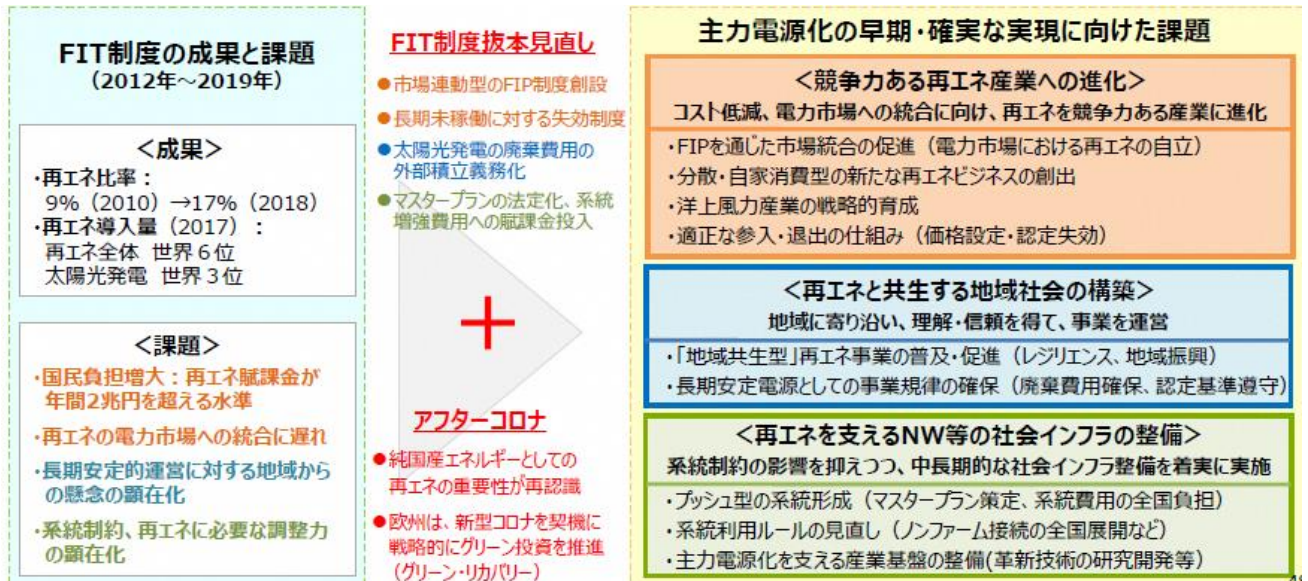 FIT制度の成果と課題
(2012年～2019年)
＜成果＞
・再エネ比率：
9%（2010）→17%（2018）
・再エネ導入量（2017）：
再エネ全体 世界６位
太陽光発電 世界３位
＜課題＞
・国民負担増大：再エネ賦課金が
年間2兆円を超える水準
・再エネの電力市場への統合に遅れ
・長期安定的運営に対する地域から
の懸念の顕在化
・系統制約、再エネに必要な調整力
の顕在化
FIT制度抜本見直し
●市場連動型のFIP制度創設
●長期未稼働に対する失効制度
●太陽光発電の廃棄費用の
外部積立義務化
●マスタープランの法定化、系統
増強費用への賦課金投入
＋
アフターコロナ
●純国産エネルギーとしての
再エネの重要性が再認識
●欧州は、新型コロナを契機に
戦略的にグリーン投資を推進
（グリーン・リカバリー）
主力電源化の早期・確実な実現に向けた課題
＜競争力ある再エネ産業への進化＞
コスト低減、電力市場への統合に向け、再エネを競争力ある産業に進化
・FIPを通じた市場統合の促進（電力市場における再エネの自立）
・分散・自家消費型の新たな再エネビジネスの創出
・洋上風力産業の戦略的育成
・適正な参入・退出の仕組み（価格設定・認定失効）
＜再エネと共生する地域社会の構築＞
地域に寄り沿い、理解・信頼を得て、事業を運営
・「地域共生型」再エネ事業の普及・促進（レジリエンス、地域振興）
・長期安定電源としての事業規律の確保（廃棄費用確保、認定基準遵守）
＜再エネを支えるNW等の社会インフラの整備＞
系統制約の影響を抑えつつ、中長期的な社会インフラ整備を着実に実施
・プッシュ型の系統形成（マスタープラン策定、系統費用の全国負担）
・系統利用ルールの見直し（ノンファーム接続の全国展開など）
・主力電源化を支える産業基盤の整備(革新技術の研究開発等）